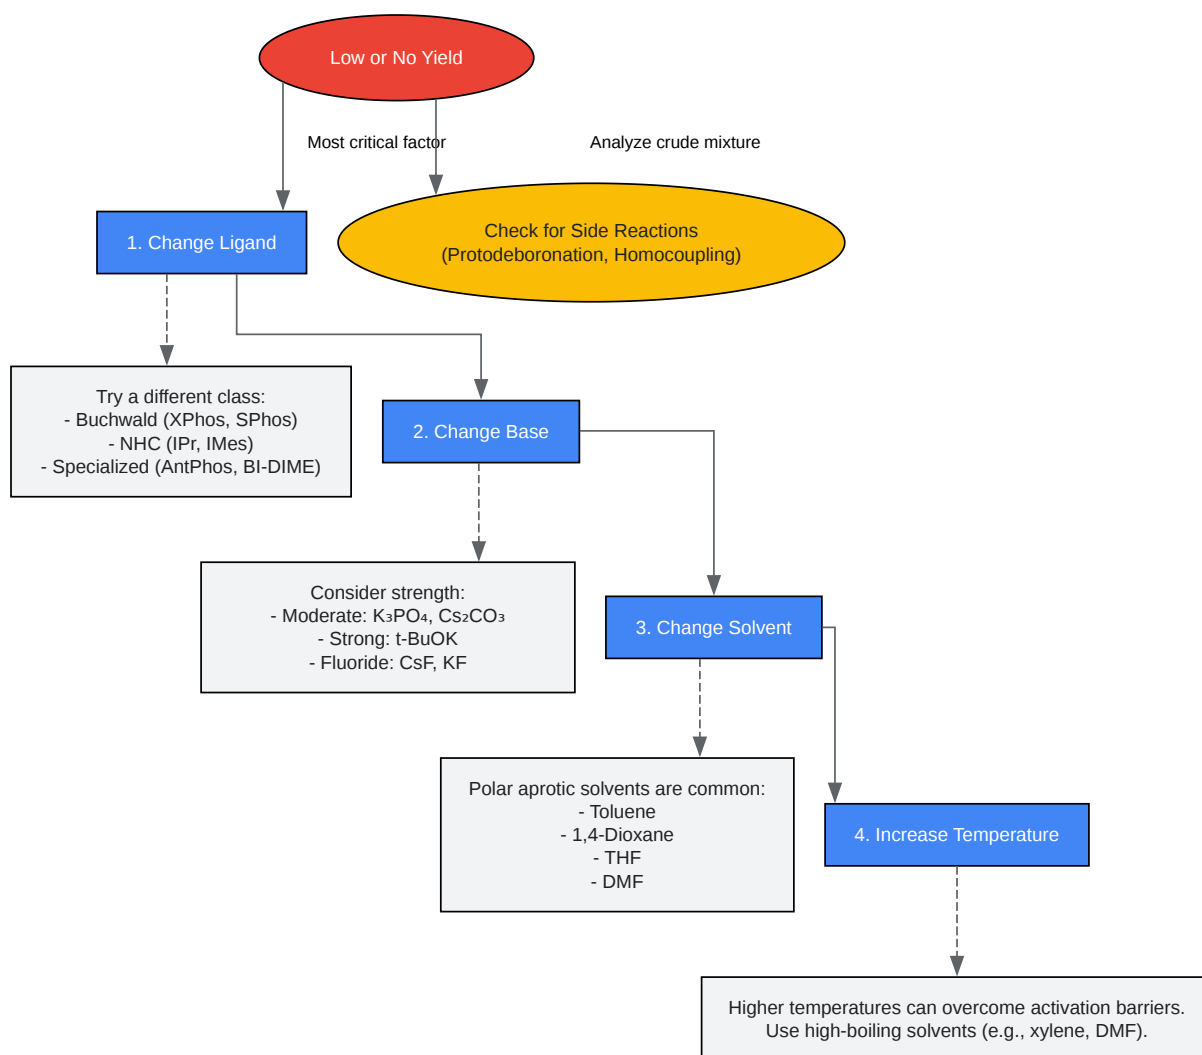 Low or No Yield
Most critical factor
Analyze crude mixture
1. Change Ligand
Check for Side Reactions
(Protodeboronation, Homocoupling)
Try a different class:
- Buchwald (XPhos, SPhos)
- NHC (IPr, IMes)
- Specialized (AntPhos, BI-DIME)
2. Change Base
Consider strength:
- Moderate: K₃PO₄, Cs₂CO₃
- Strong: t-BuOK
- Fluoride: CsF, KF
3. Change Solvent
Polar aprotic solvents are common:
- Toluene
- 1,4-Dioxane
- THF
- DMF
4. Increase Temperature
Higher temperatures can overcome activation barriers.
Use high-boiling solvents (e.g., xylene, DMF).